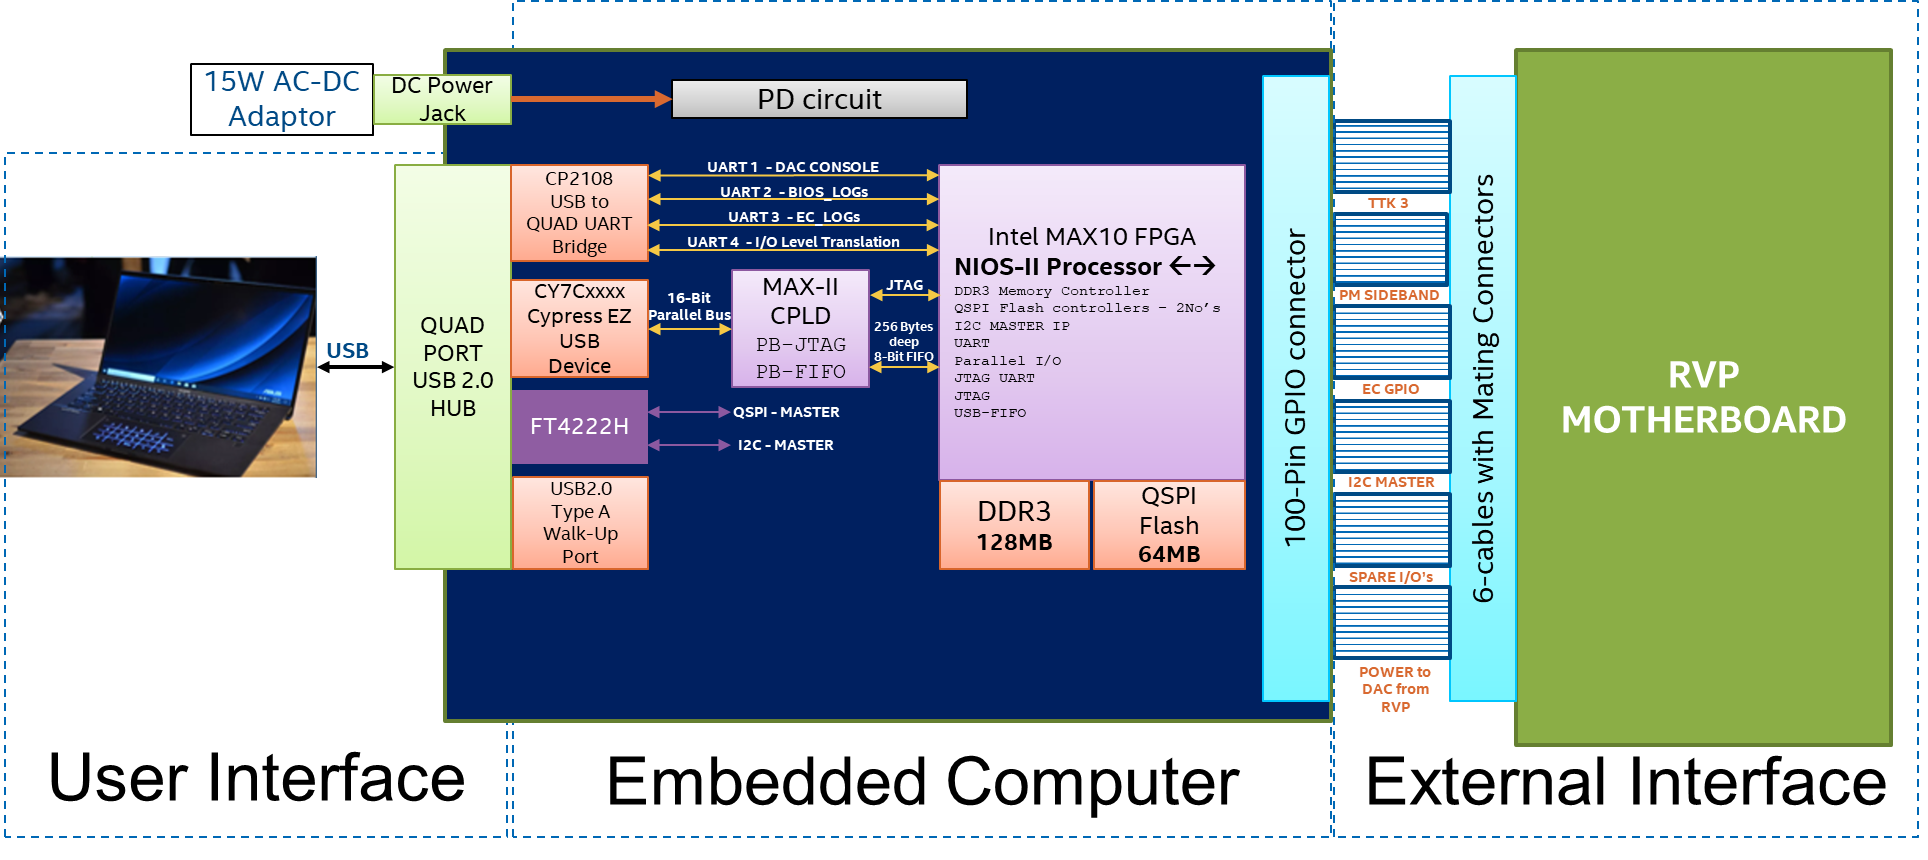 15W AC-DC
Adaptor
DC Power
Jack
PD circuit
USB
QUAD
PORT
USB 2.0
HUB
CP2108
USB to
QUAD UART
Bridge
CY7Cxxxx
Cypress EZ
USB
Device
FT4222H
USB2.0
Type A
Walk-Up
Port
UART 1 - DAC CONSOLE
UART 2 - BIOS_LOGs
UART 3 - EC_LOGs
UART 4 - I/O Level Translation
16-Bit
Parallel Bus
MAX-II
CPLD
PB-JTAG
PB-FIFO
JTAG
256 Bytes
deep
8-Bit FIFO
QSPI - MASTER
I2C - MASTER
Intel MAX10 FPGA
NIOS-II Processor ←→
DDR3 Memory Controller
QSPI Flash controllers – 2No’s
I2C MASTER IP
UART
Parallel I/O
JTAG UART
JTAG
USB-FIFO
DDR3
128MB
QSPI
Flash
64MB
100-Pin GPIO connector
TTK 3
PM SIDEBAND
EC GPIO
I2C MASTER
SPARE I/O’s
POWER to
DAC from
RVP
6-cables with Mating Connectors
RVP
MOTHERBOARD
User Interface
Embedded Computer
External Interface